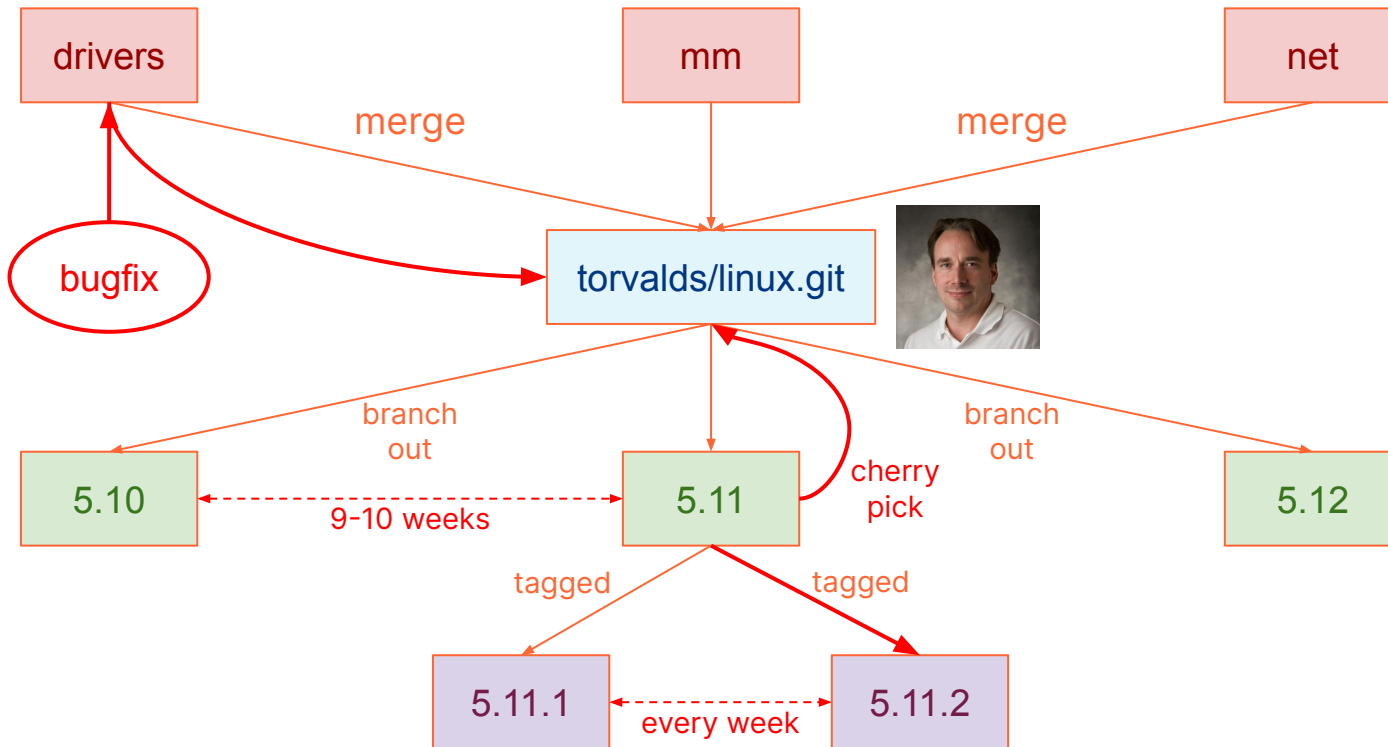 drivers
mm
net
merge
merge
bugfix
torvalds/linux.git
branch
out
branch
out
5.10
9-10 weeks
5.11
cherry
pick
5.12
tagged
tagged
5.11.1
every week
5.11.2